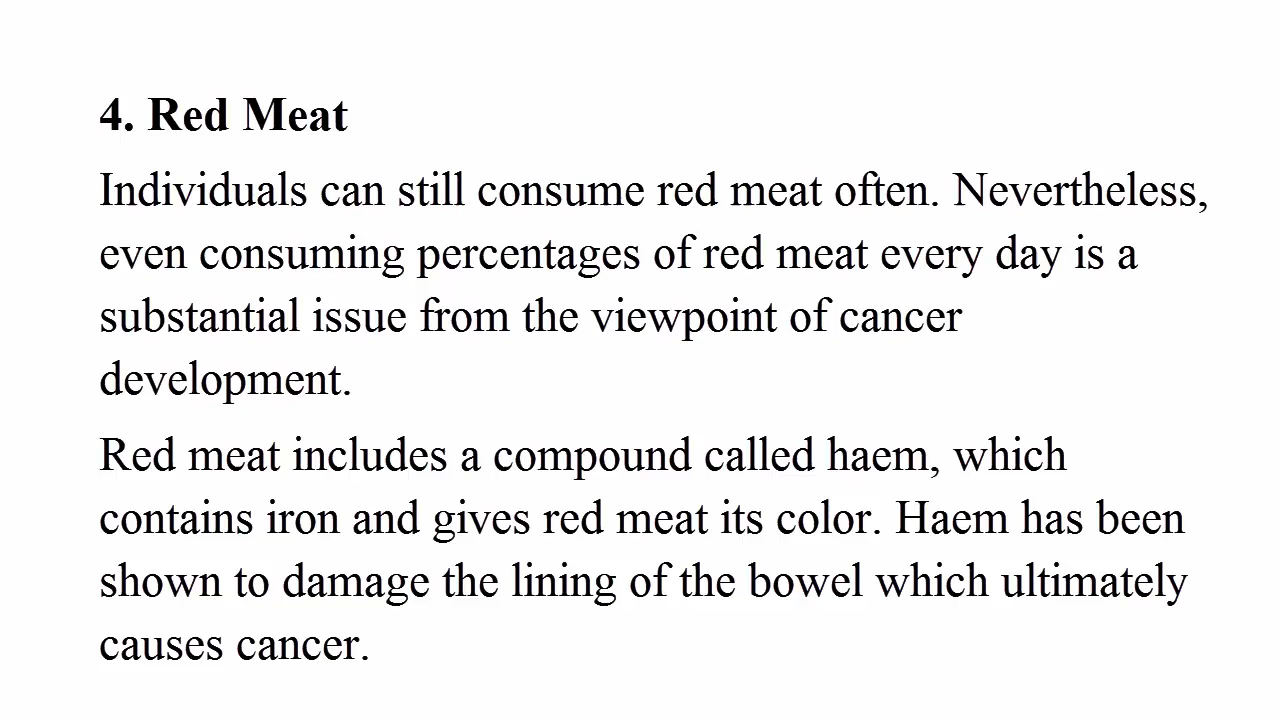 4. Red Meat
Individuals can still consume red meat often. Nevertheless,
even consuming percentages of red meat every day is a
substantial issue from the viewpoint of cancer
development.
Red meat includes a compound called haem, which
contains iron and gives red meat its color. Haem has been
shown to damage the lining of the bowel which ultimately
causes cancer.